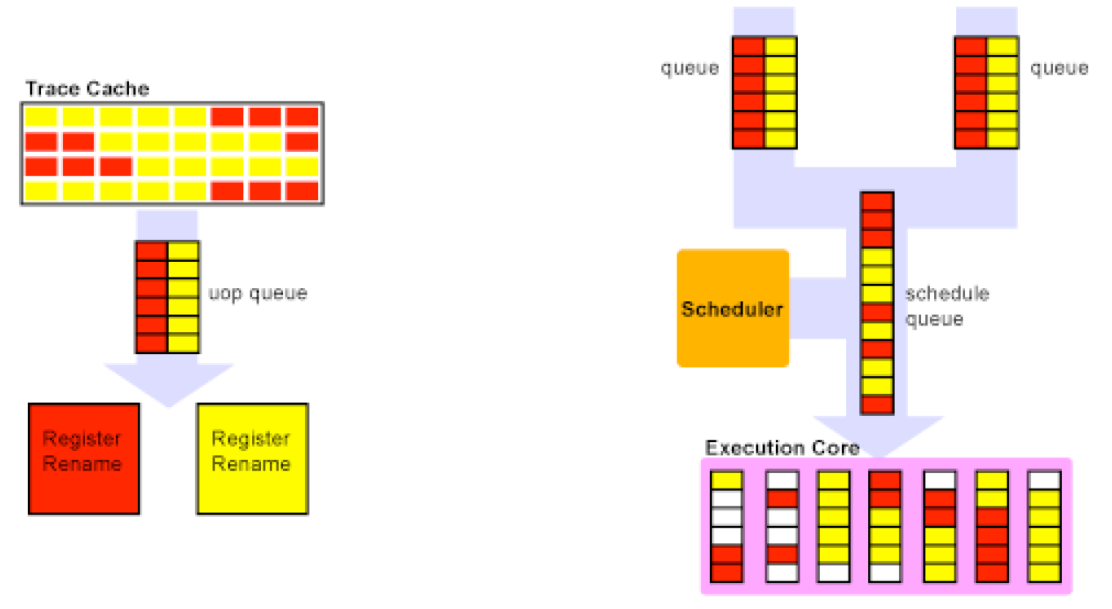 Trace Cache
uop queue
Register
Rename
Register
Rename
queue
queue
Scheduler
schedule
queue
Execution Core